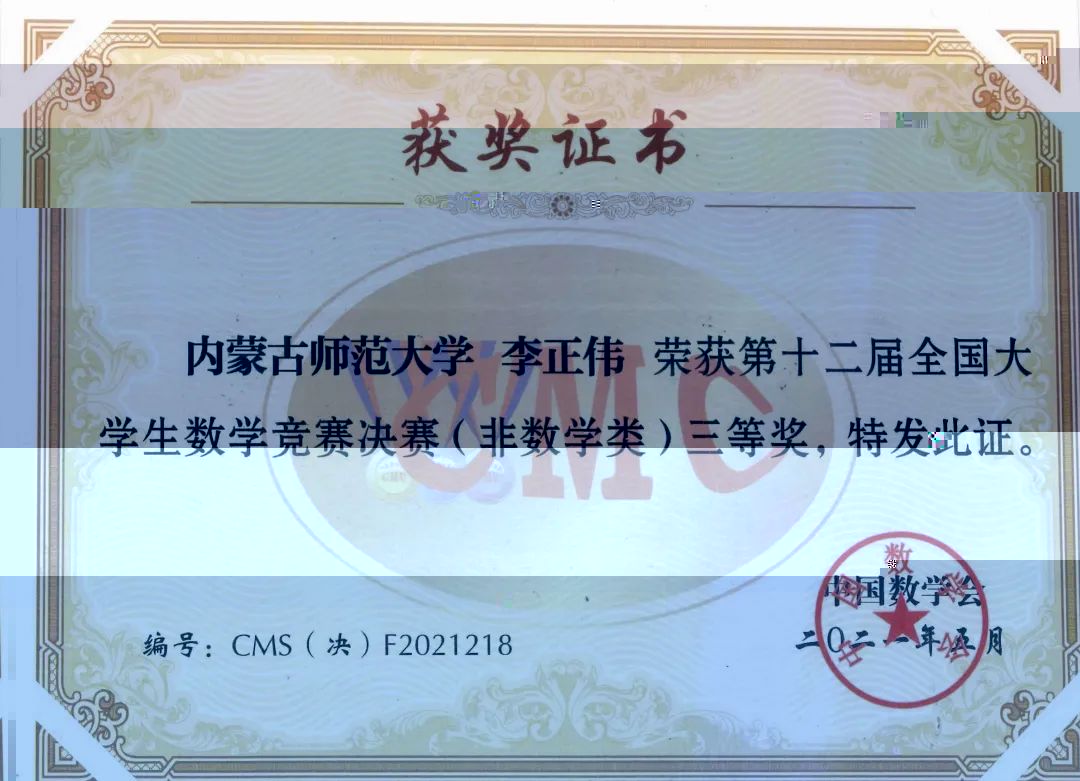 获奖证书
CMC
内蒙古师范大学 李正伟 荣获第十二届全国大
学生数学竞赛决赛（非数学类）三等奖，特发此证。
中国数学会
编号：CMS（决）F2021218
二〇二一年五月